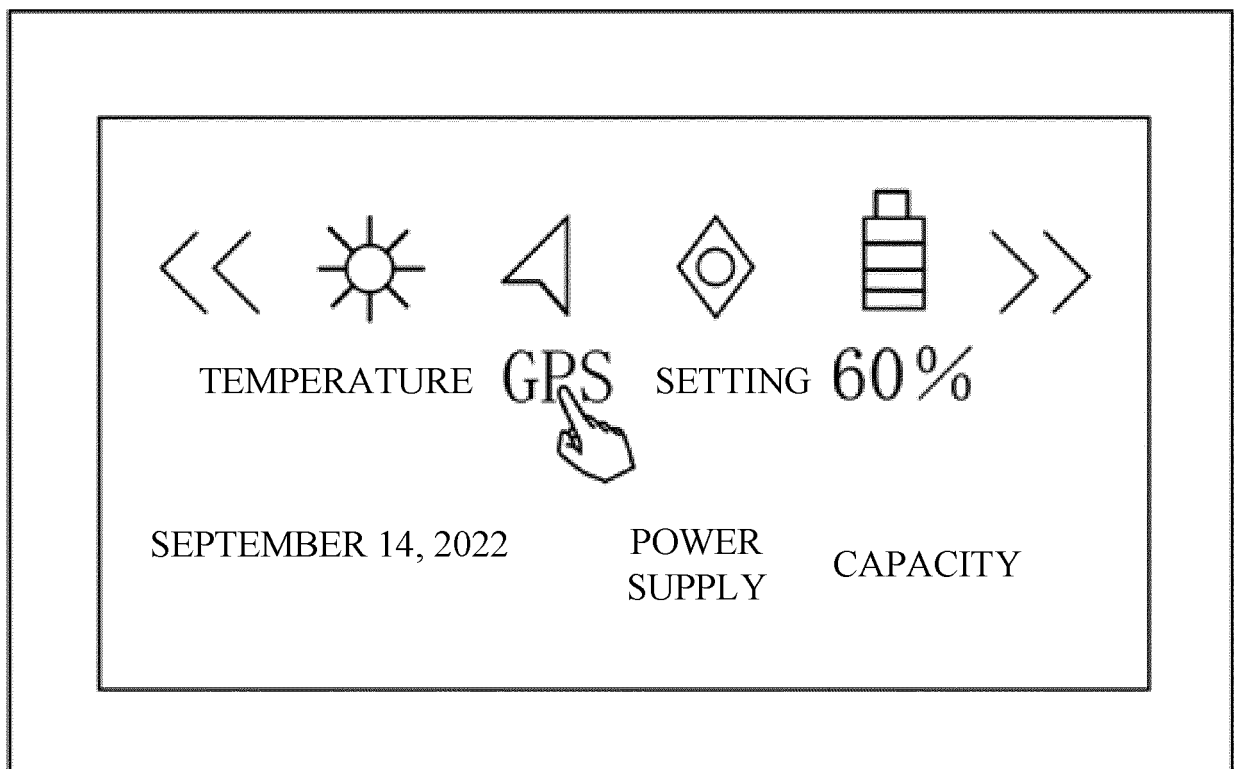 TEMPERATURE GPS SETTING 60%
SEPTEMBER 14, 2022
POWER
SUPPLY
CAPACITY